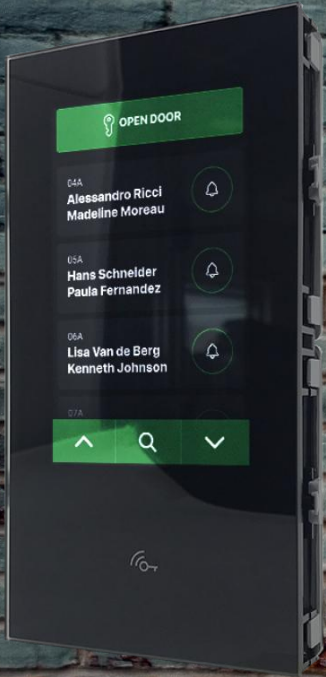 OPEN DOOR
04A
Alessandro Ricci
Madeline Moreau
05A
Hans Schneider
Paula Fernandez
06A
Lisa Van de Berg
Kenneth Johnson
07A